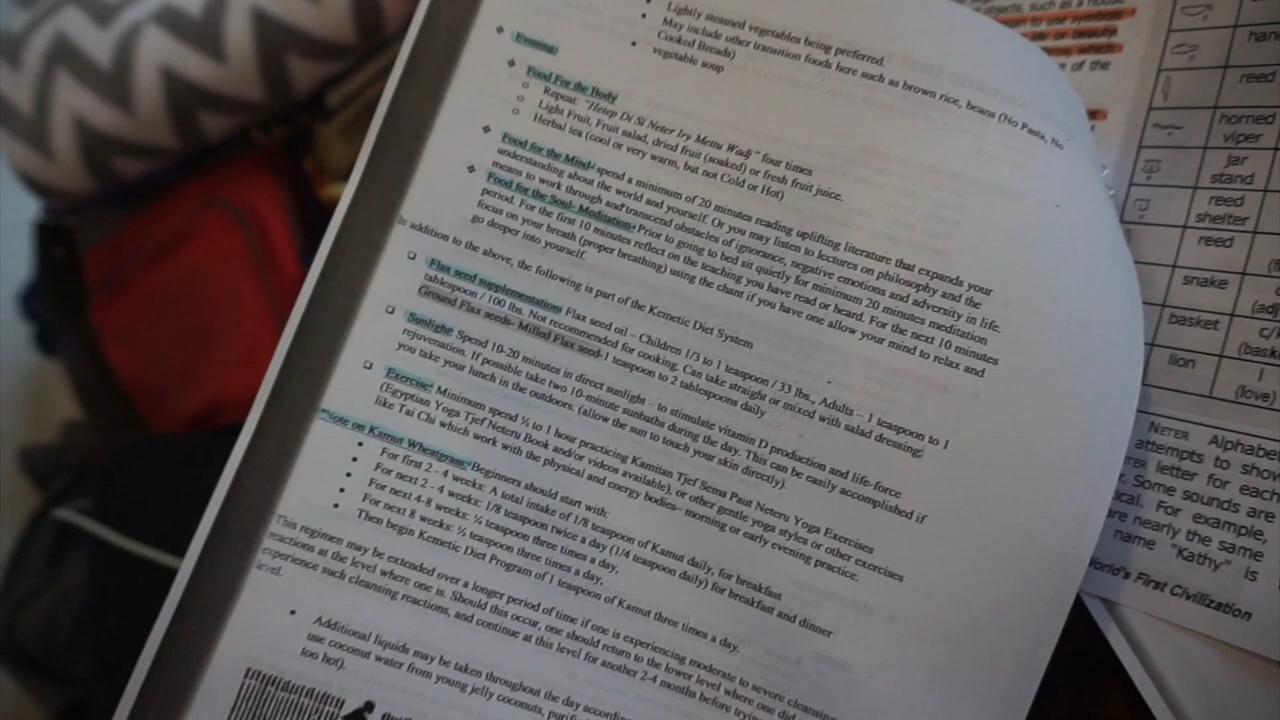 Lightly steamed vegetables being preferred.
May include other transition foods here such as brown rice, beans (No Pasta, No
Cooked Breads)
vegetable soup
Evening:
Food For the Body
Repeat: "Hetep Di Si Neter Iry Mettu Wadj" four times
Light Fruit, Fruit salad, dried fruit (soaked) or fresh fruit juice.
Herbal tea (cool or very warm, but not Cold or Hot)
Food for the Mind- spend a minimum of 20 minutes reading uplifting literature that expands your
understanding about the world and yourself. Or you may listen to lectures on philosophy and the
means to work through and transcend obstacles of ignorance, negative emotions and adversity in life.
Food for the Soul- Meditation- Prior to going to bed sit quietly for minimum 20 minutes meditation
period. For the first 10 minutes reflect on the teaching you have read or heard. For the next 10 minutes
focus on your breath (proper breathing) using the chant if you have one allow your mind to relax and
go deeper into yourself.
In addition to the above, the following is part of the Kemetic Diet System
Flax seed supplementation: Flax seed oil – Children 1/3 to 1 teaspoon / 33 lbs., Adults – 1 teaspoon to 1
tablespoon / 100 lbs. Not recommended for cooking. Can take straight or mixed with salad dressing.
Ground Flax seeds- Milled Flax seed-1 teaspoon to 2 tablespoons daily
Sunlight: Spend 10-20 minutes in direct sunlight – to stimulate vitamin D production and life-force
rejuvenation. If possible take two 10-minute sunbaths during the day. This can be easily accomplished if
you take your lunch in the outdoors. (allow the sun to touch your skin directly).
Exercise: Minimum spend ½ to 1 hour practicing Kamitan Tjef Sema Paut Neteru Yoga Exercises
(Egyptian Yoga Tjef Neteru Book and/or videos available), or other gentle yoga styles or other exercises
like Tai Chi which work with the physical and energy bodies– morning or early evening practice.
*Note on Kamut Wheatgrass: Beginners should start with:
For first 2 - 4 weeks: A total intake of 1/8 teaspoon of Kamut daily, for breakfast
For next 2 - 4 weeks: 1/8 teaspoon twice a day (1/4 teaspoon daily) for breakfast and dinner
For next 4-8 weeks: ¼ teaspoon three times a day.
For next 8 weeks: ½ teaspoon three times a day.
Then begin Kemetic Diet Program of 1 teaspoon of Kamut three times a day.
This regimen may be extended over a longer period of time if one is experiencing moderate to severe cleansing
reactions at the level where one is. Should this occur, one should return to the lower level where one did
experience such cleansing reactions, and continue at this level for another 2-4 months before
level.
Additional liquids may be taken throughout the day
use coconut water from young jelly coconuts,
too hot).
reed
horned
viper
jar
stand
reed
shelter
reed
snake
basket
lion
(love)
of the
NETER Alphabe
attempts to show
letter for each
Some sounds are
For example,
are nearly the same
name "Kathy" is
World's First Civilization